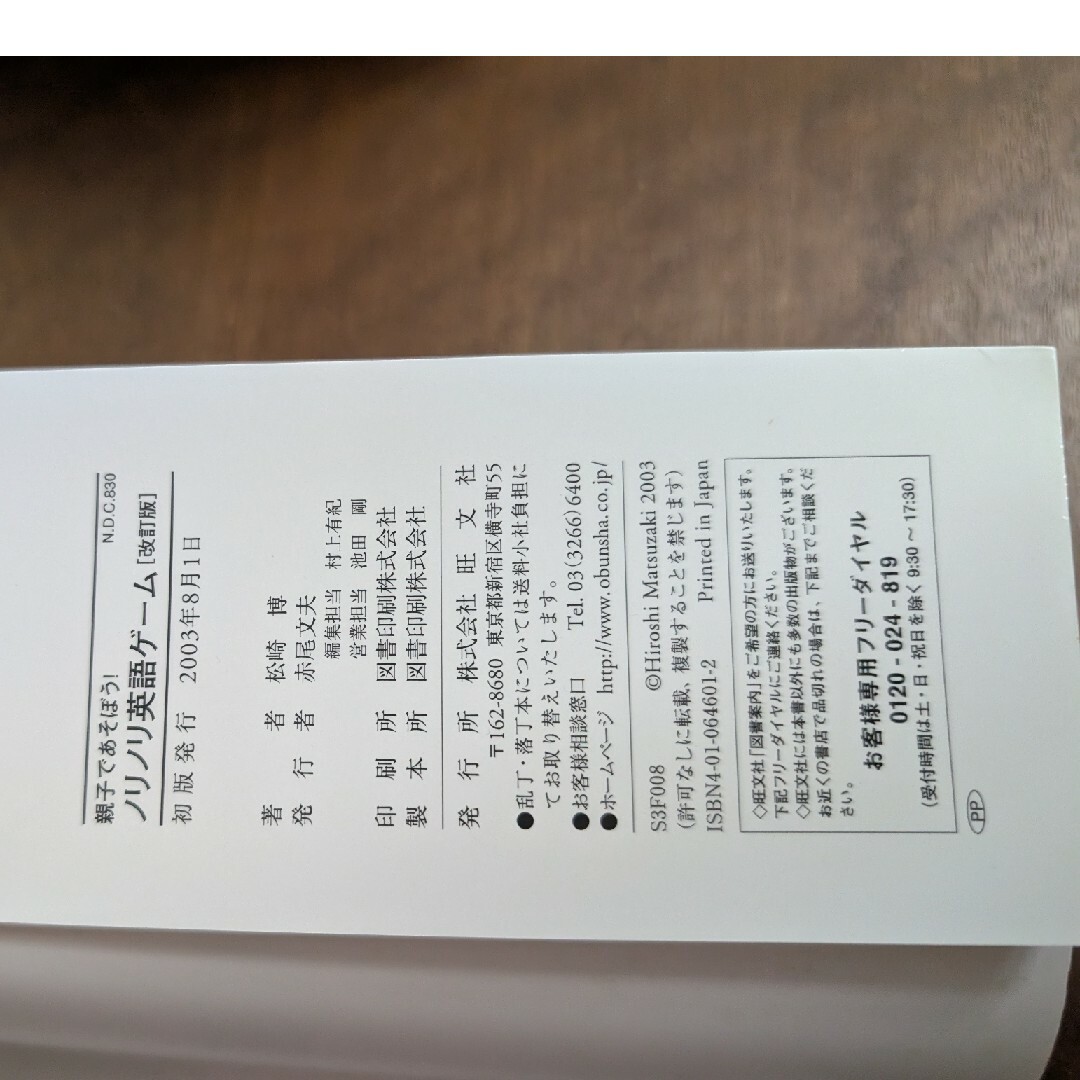 N.D.C.830
親子であそぼう!
ノリノリ英語ゲーム [改訂版]
初版発行 2003年8月1日
著者 松崎 博
発行者 赤尾文夫
編集担当 村上有紀
営業担当 池田 剛
印刷所 図書印刷株式会社
製本所 図書印刷株式会社
発行所 株式会社 旺文社
〒162-8680 東京都新宿区横寺町55
●乱丁・落丁本については送料小社負担に
てお取り替えいたします。
●お客様相談窓口 Tel. 03(3266)6400
●ホームページ http://www.obunsha.co.jp/
S3F008 ©Hiroshi Matsuzaki 2003
(許可なしに転載、複製することを禁じます)
ISBN4-01-064601-2 Printed in Japan
◇旺文社「図書案内」をご希望の方にお送りいたします。
下記フリーダイヤルにご連絡ください。
◇旺文社には本書以外にも多数の出版物がございます。
お近くの書店で品切れの場合は、下記までご相談くだ
さい。
お客様専用フリーダイヤル
0120-024-819
(受付時間は土・日・祝日を除く9:30〜17:30)
PP